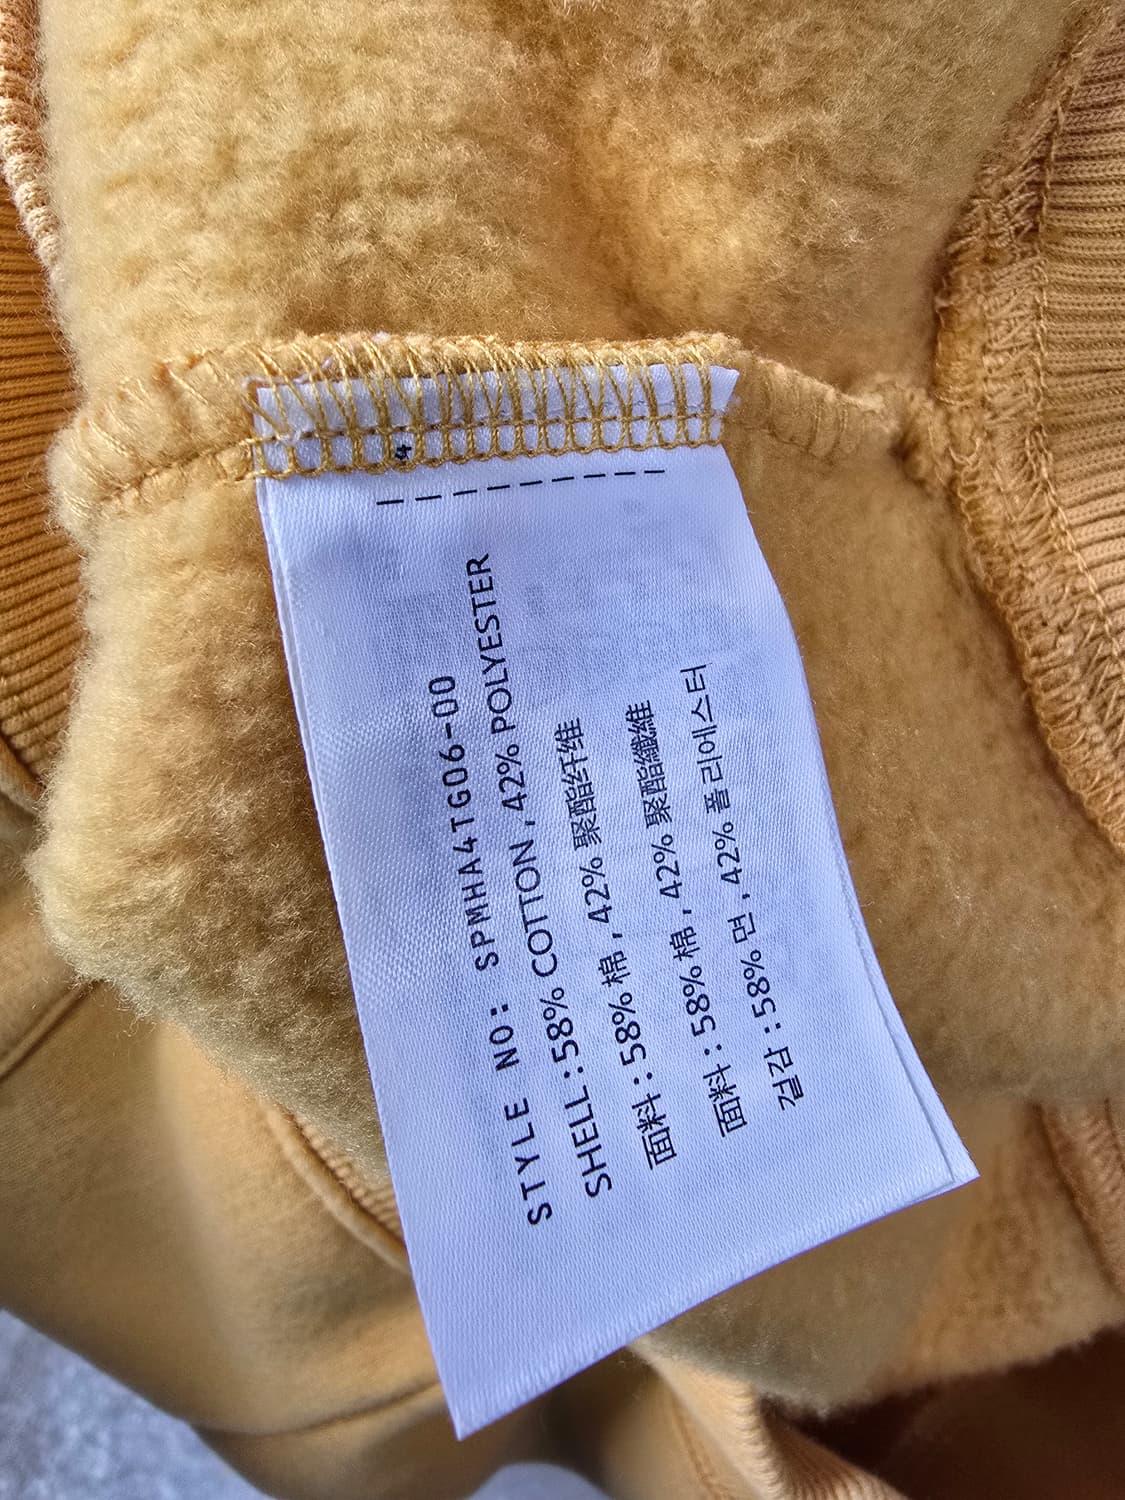 STYLE NO: SPMHA4TG06-00
SHELL:58% COTTON,42% POLYESTER
面料:58% 棉,42% 聚酯纤维
面料:58% 棉,42% 聚酯纖維
겉감:58% 면,42% 폴리에스터
4